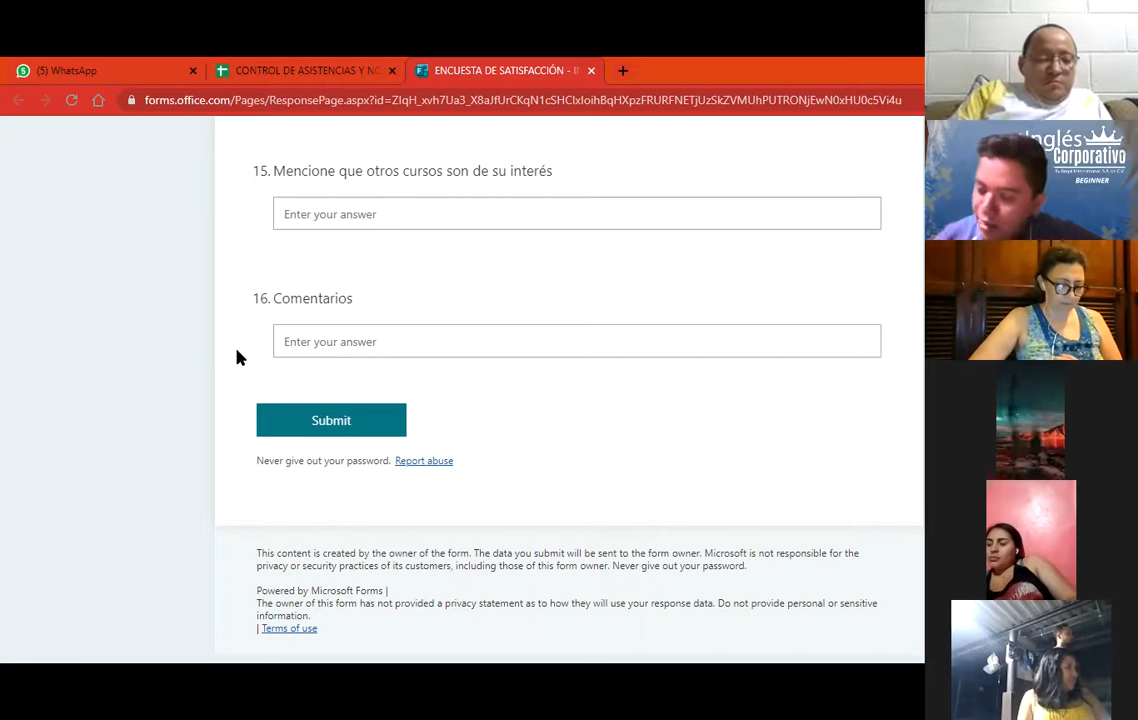 (5) WhatsApp
CONTROL DE ASISTENCIAS Y NO
ENCUESTA DE SATISFACCIÓN - IN
forms.office.com/Pages/ResponsePage.aspx?id=ZIqH_xvh7Ua3_X8aJfUrCKqN1cSHClxIoihBqHXpzFRURFNETjUzSkZVMUhPUTRONjEwN0xHU0c5Vi4u
15. Mencione que otros cursos son de su interés
Enter your answer
16. Comentarios
Enter your answer
Submit
Never give out your password. Report abuse
This content is created by the owner of the form. The data you submit will be sent to the form owner. Microsoft is not responsible for the
privacy or security practices of its customers, including those of this form owner. Never give out your password.
Powered by Microsoft Forms |
The owner of this form has not provided a privacy statement as to how they will use your response data. Do not provide personal or sensitive
information.
| Terms of use
Inglés
Corporativo
BEGINNER